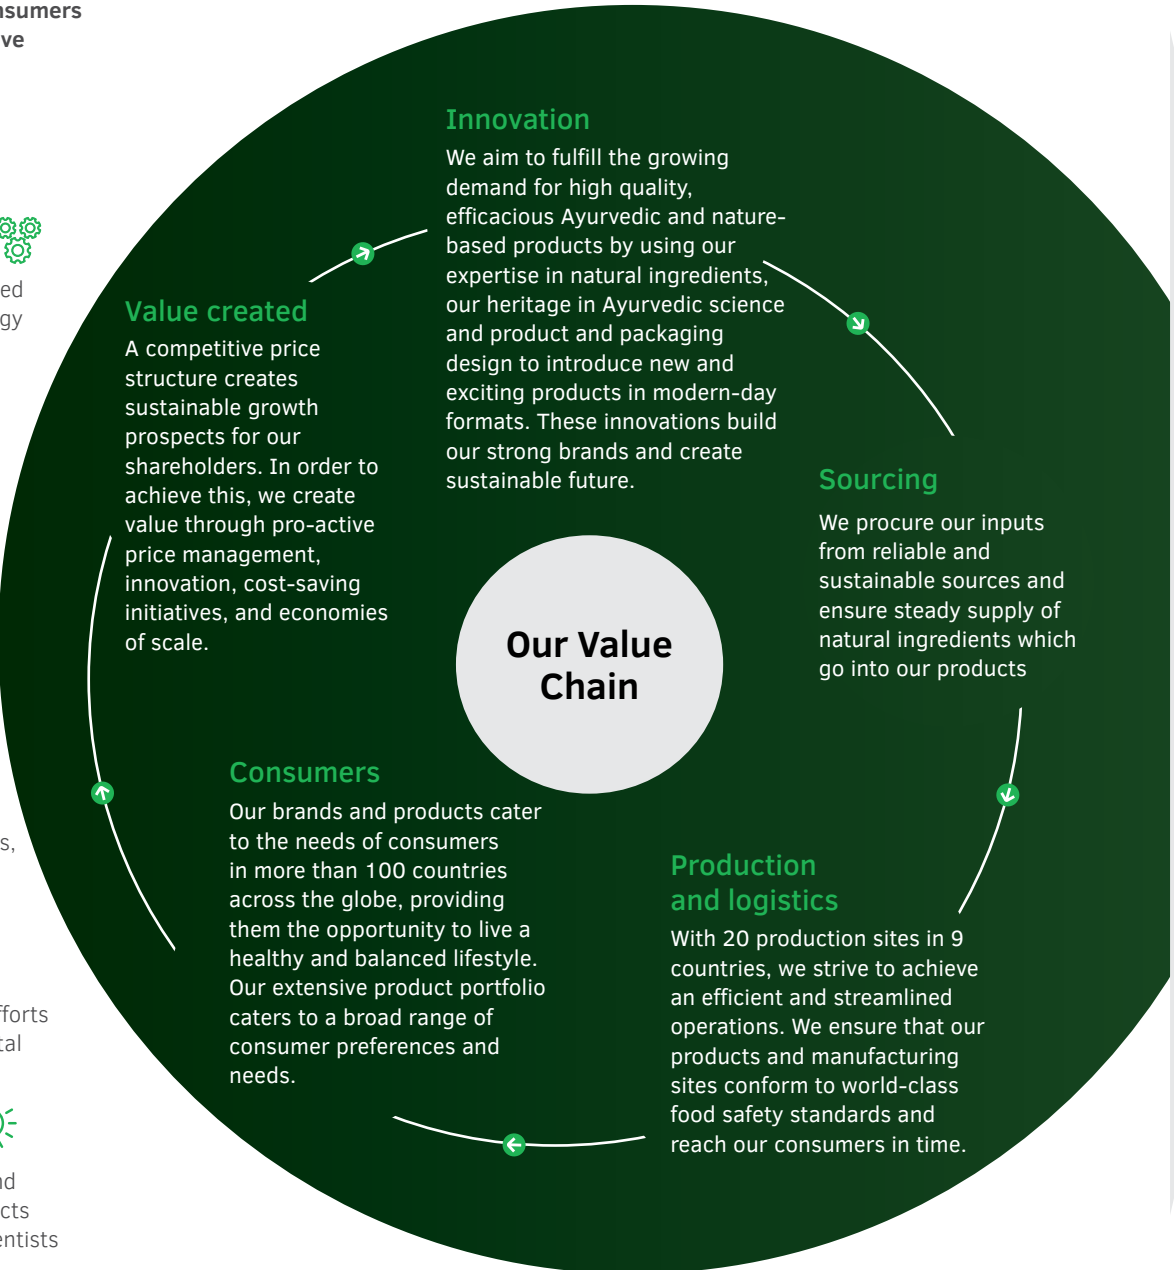 Innovation
We aim to fulfill the growing
demand for high quality,
efficacious Ayurvedic and nature-
based products by using our
expertise in natural ingredients,
our heritage in Ayurvedic science
and product and packaging
design to introduce new and
exciting products in modern-day
formats. These innovations build
our strong brands and create
sustainable future.
Sourcing
We procure our inputs
from reliable and
sustainable sources and
ensure steady supply of
natural ingredients which
go into our products
Production
and logistics
With 20 production sites in 9
countries, we strive to achieve
an efficient and streamlined
operations. We ensure that our
products and manufacturing
sites conform to world-class
food safety standards and
reach our consumers in time.
Consumers
Our brands and products cater
to the needs of consumers
in more than 100 countries
across the globe, providing
them the opportunity to live a
healthy and balanced lifestyle.
Our extensive product portfolio
caters to a broad range of
consumer preferences and
needs.
Value created
A competitive price
structure creates
sustainable growth
prospects for our
shareholders. In order to
achieve this, we create
value through pro-active
price management,
innovation, cost-saving
initiatives, and economies
of scale.
Our Value
Chain